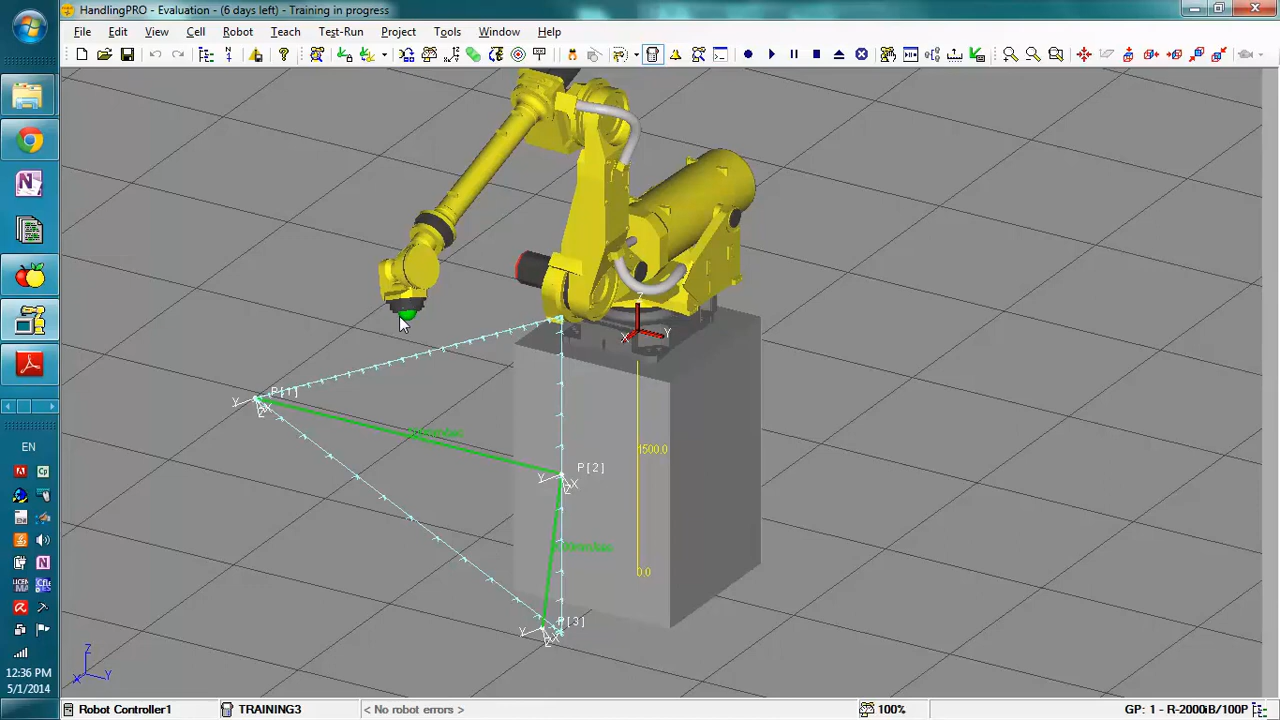 HandlingPRO - Evaluation - (6 days left) - Training in progress
File Edit View Cell Robot Teach Test-Run Project Tools Window Help
Z
X Y
P[1]
Y X
Z
1500.0
P[2]
Y X
Z
0.0
P[3]
Y X
Z
EN
Z
X Y
12:36 PM
5/1/2014
Robot Controller1 TRAINING3 < No robot errors > 100% GP: 1 - R-2000iB/100P